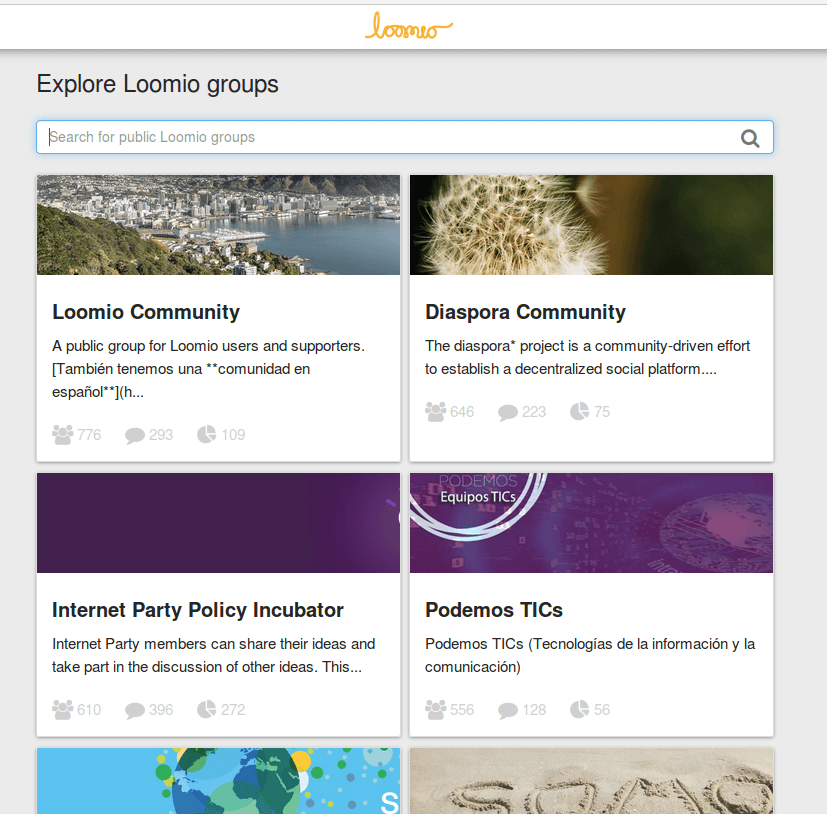 loomio
Explore Loomio groups
Search for public Loomio groups
Loomio Community
A public group for Loomio users and supporters.
[También tenemos una **comunidad en
español**](h...
776 293 109
Diaspora Community
The diaspora* project is a community-driven effort
to establish a decentralized social platform....
646 223 75
Internet Party Policy Incubator
Internet Party members can share their ideas and
take part in the discussion of other ideas. This...
610 396 272
PODEMOS
Equipos TICs
Podemos TICs
Podemos TICs (Tecnologías de la información y la
comunicación)
556 128 56
S
SOMO